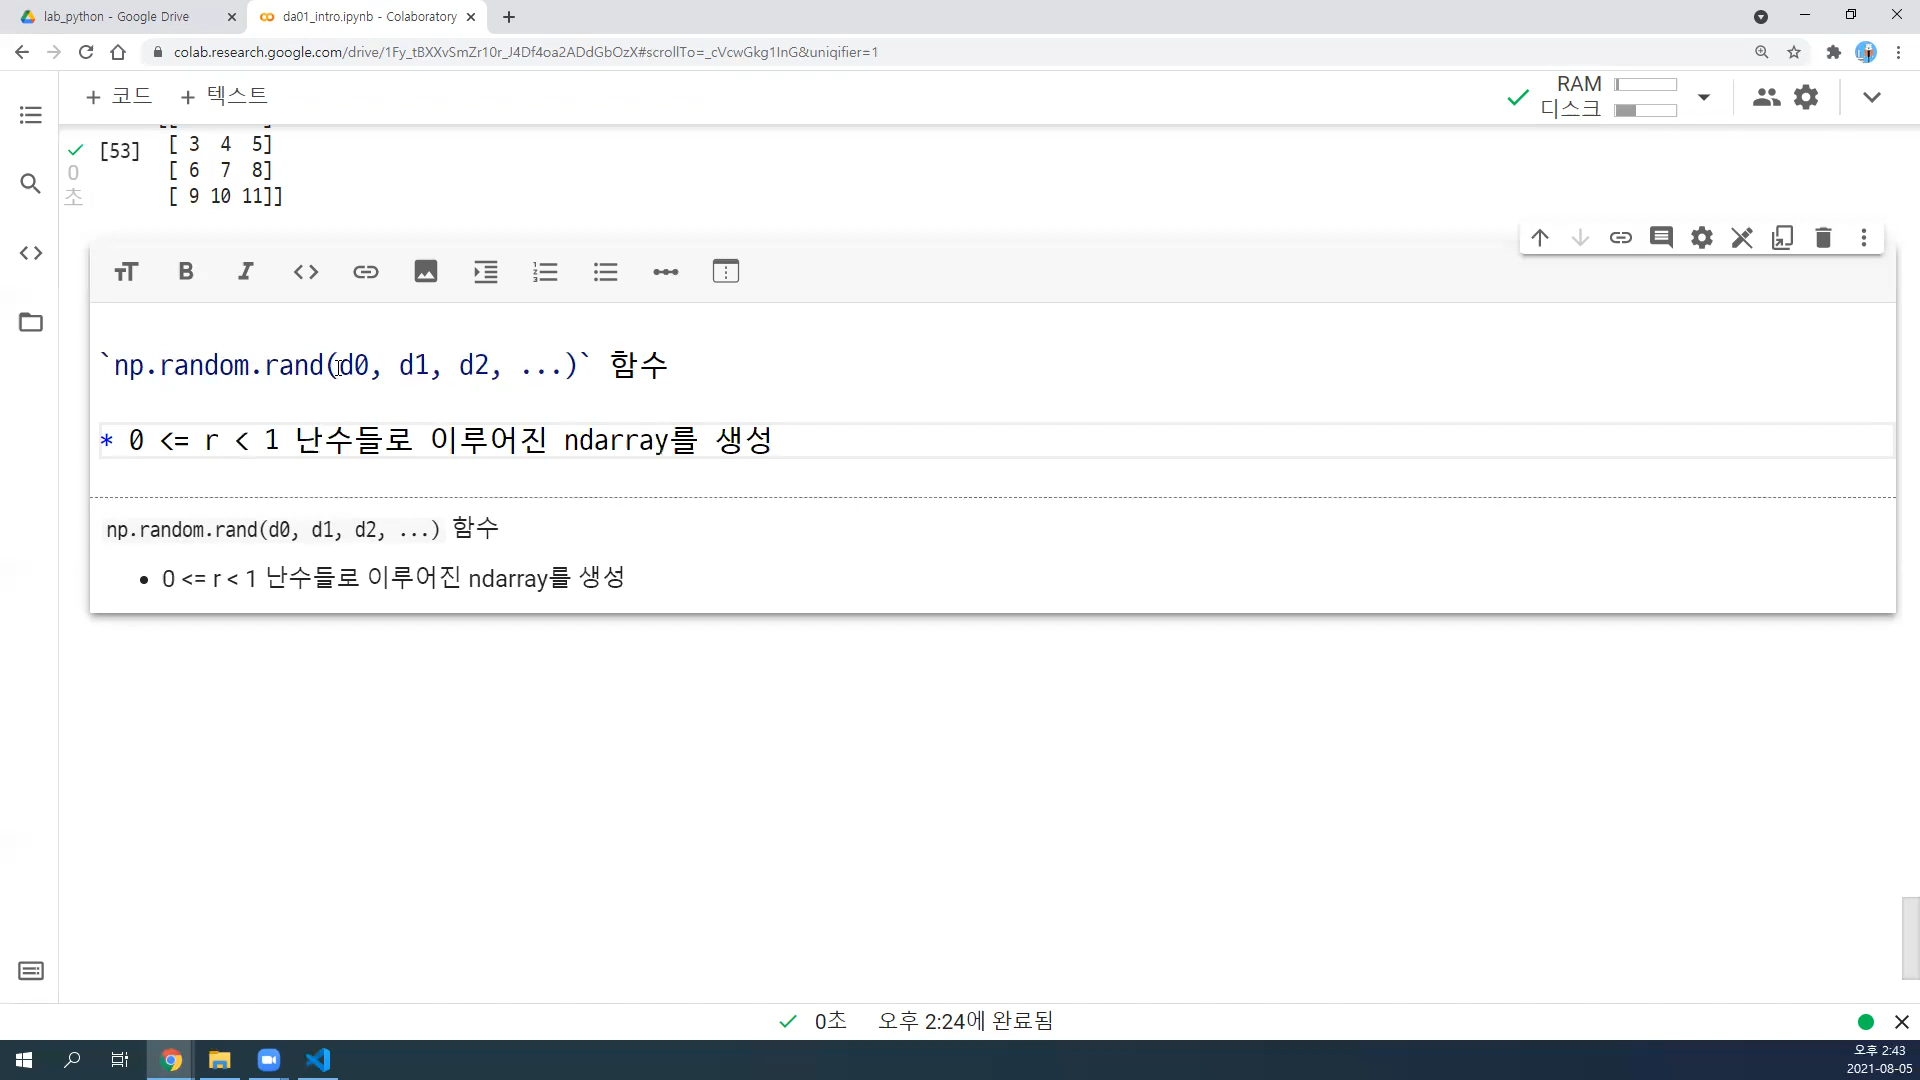 lab_python - Google Drive
da01_intro.ipynb - Colaboratory
colab.research.google.com/drive/1Fy_tBXXvSmZr10r_J4Df4oa2ADdGbOzX#scrollTo=_cVcwGkg1InG&uniqifier=1
+ 코드 + 텍스트
RAM
디스크
[53]
[ 3 4 5]
0
[ 6 7 8]
초
[ 9 10 11]]
B I
`np.random.rand(d0, d1, d2, ...)` 함수
* 0 <= r < 1 난수들로 이루어진 ndarray를 생성
np.random.rand(d0, d1, d2, ...) 함수
• 0 <= r < 1 난수들로 이루어진 ndarray를 생성
0초 오후 2:24에 완료됨
오후 2:43
2021-08-05